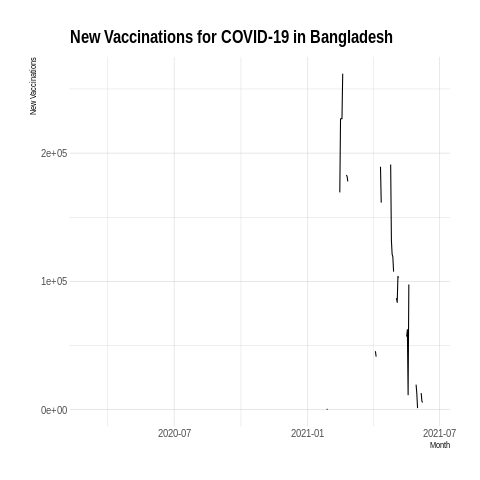 New Vaccinations for COVID-19 in Bangladesh
New Vaccinations
2e+05
1e+05
0e+00
2020-07 2021-01 2021-07
Month